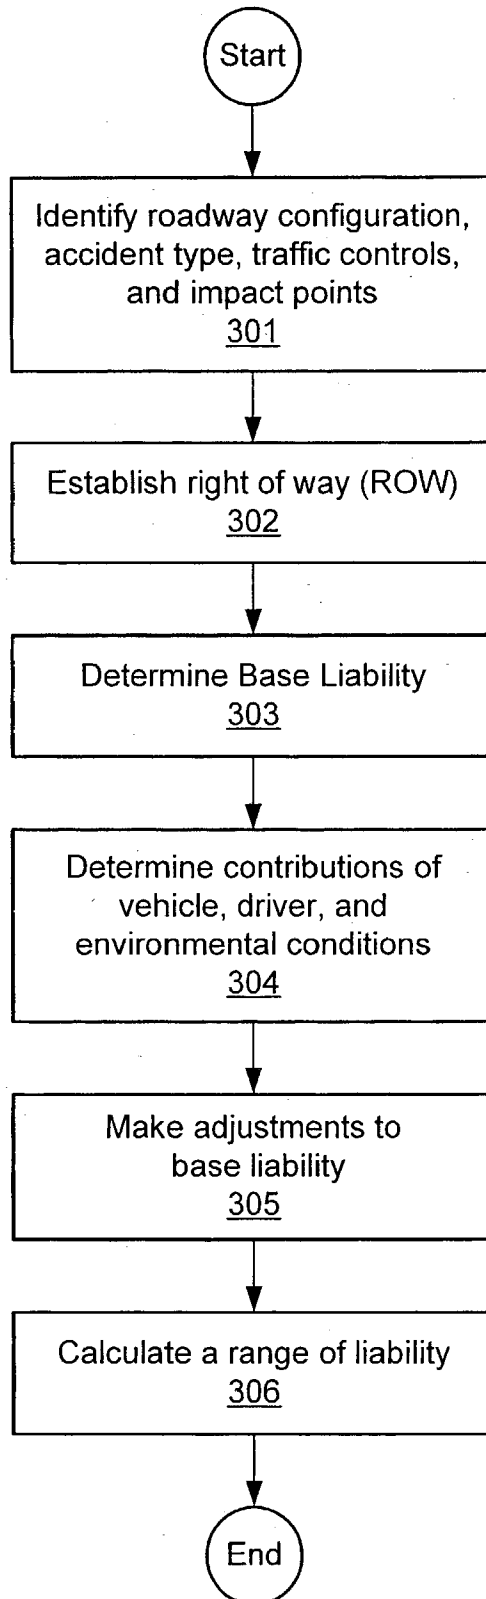 Start
Identify roadway configuration,
accident type, traffic controls,
and impact points
301
Establish right of way (ROW)
302
Determine Base Liability
303
Determine contributions of
vehicle, driver, and
environmental conditions
304
Make adjustments to
base liability
305
Calculate a range of liability
306
End